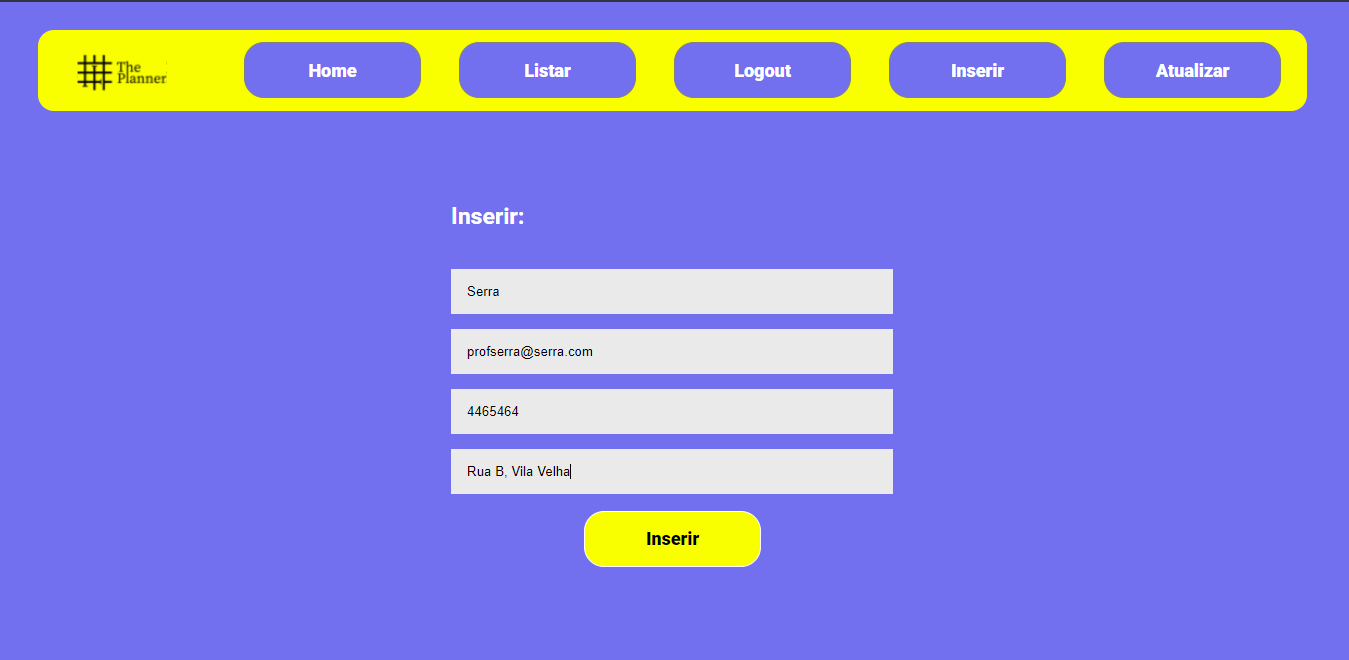 The
Planner
Home
Listar
Logout
Inserir
Atualizar
Inserir:
Serra
profserra@serra.com
4465464
Rua B, Vila Velha
Inserir